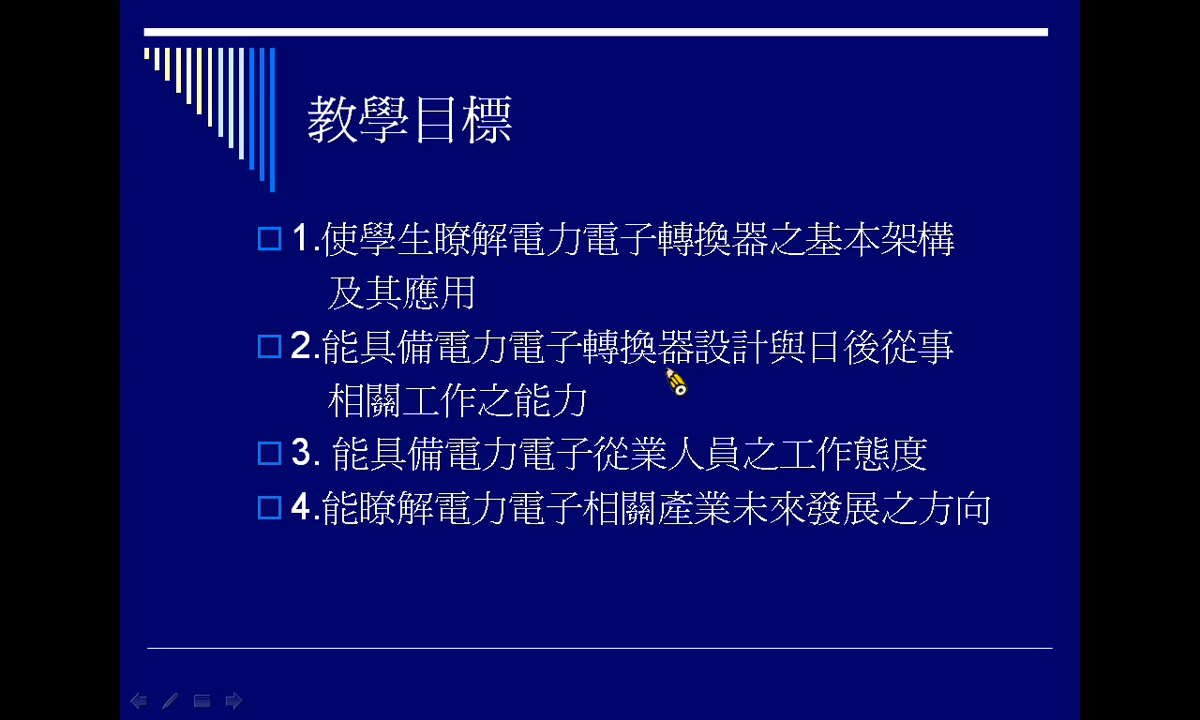 教學目標
1.使學生瞭解電力電子轉換器之基本架構
及其應用
2.能具備電力電子轉換器設計與日後從事
相關工作之能力
3. 能具備電力電子從業人員之工作態度
4.能瞭解電力電子相關產業未來發展之方向